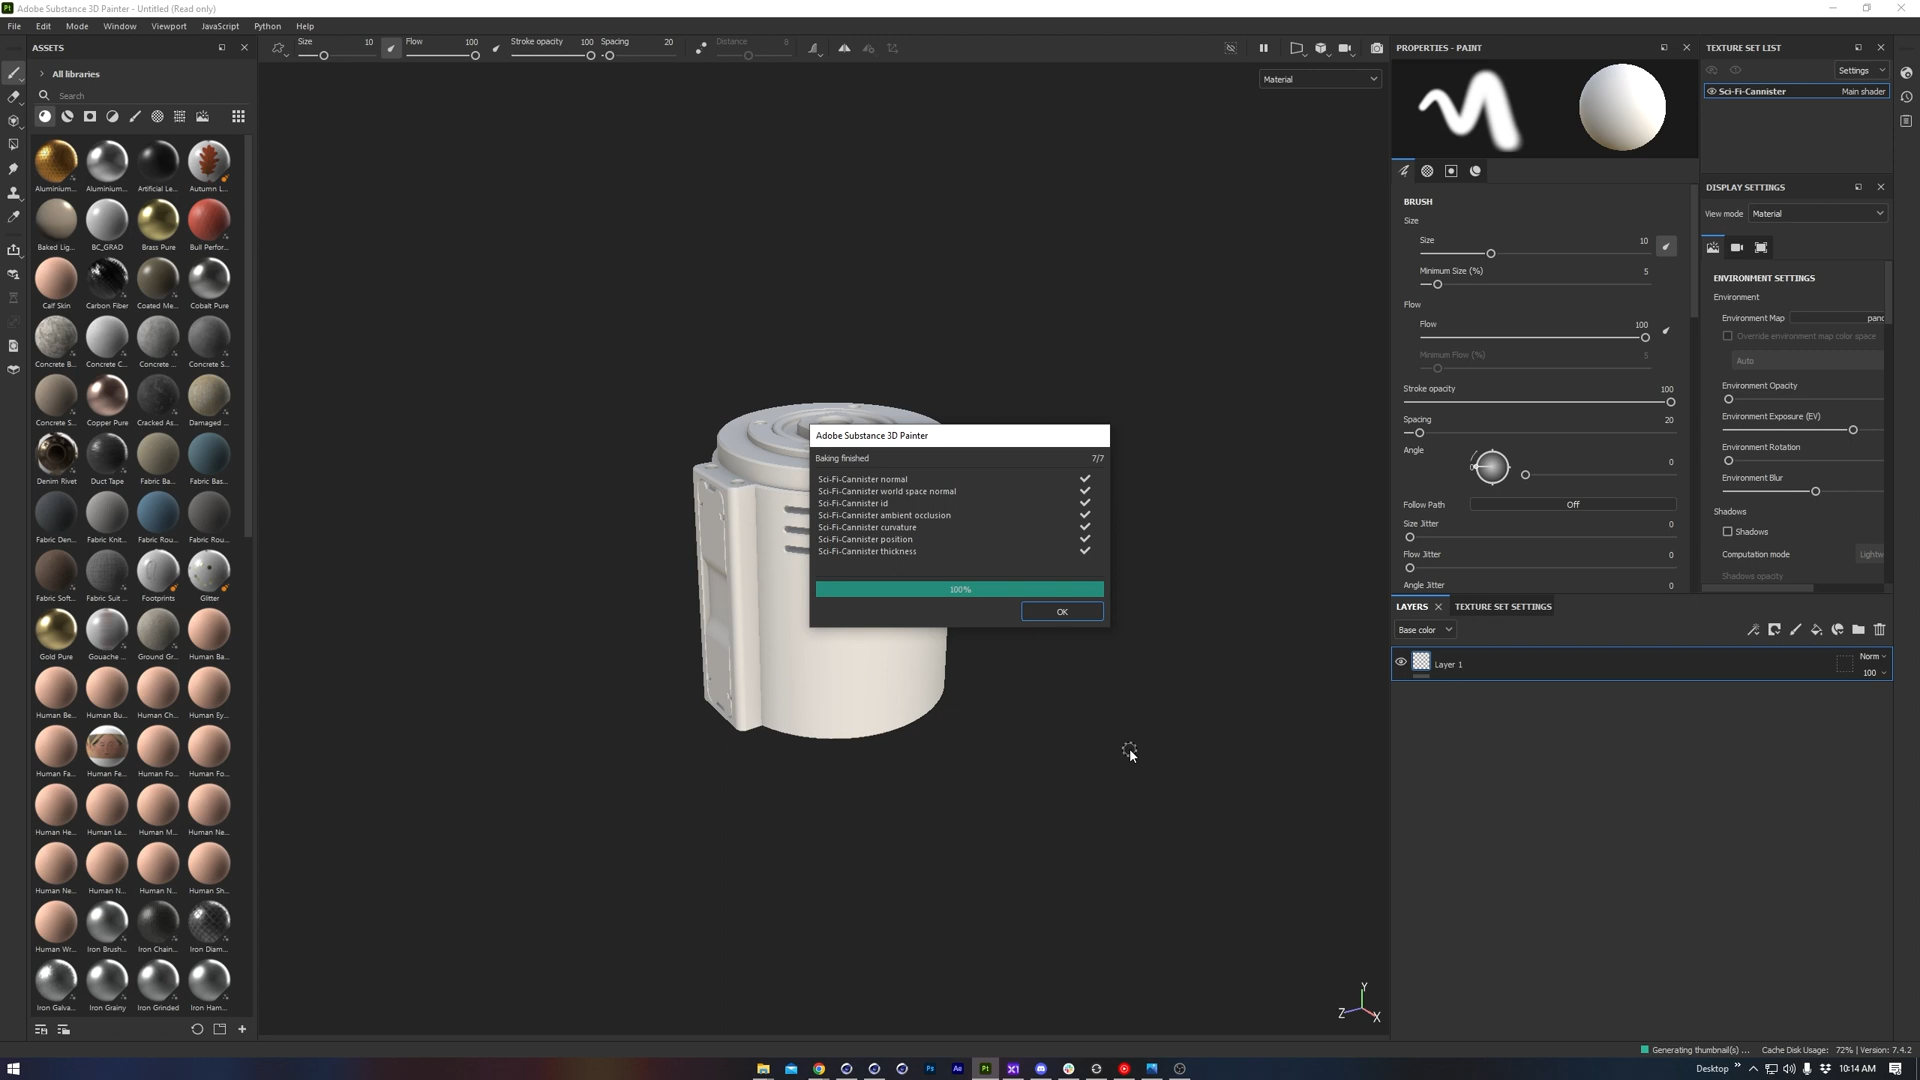 Adobe Substance 3D Painter - Untitled (Read only)
File Edit Mode Window Viewport JavaScript Python Help
ASSETS
All libraries
Search
Aluminium... Aluminium... Artificial Le... Autumn L...
Baked Lig... BC_GRAD Brass Pure Bull Perfor...
Calf Skin Carbon Fiber Coated Me... Cobalt Pure
Concrete B... Concrete C... Concrete ... Concrete S...
Concrete S... Copper Pure Cracked As... Damaged ...
Denim Rivet Duct Tape Fabric Ba... Fabric Bas...
Fabric Den... Fabric Knit... Fabric Rou... Fabric Rou...
Fabric Soft... Fabric Suit ... Footprints Glitter
Gold Pure Gouache ... Ground Gr... Human Ba...
Human Be... Human Bu... Human Ch... Human Ey...
Human Fa... Human Fe... Human Fo... Human Fo...
Human He... Human Le... Human M... Human Ne...
Human Ne... Human N... Human N... Human Sh...
Human Wr... Iron Brush... Iron Chain... Iron Diam...
Iron Galva... Iron Grainy Iron Grinded Iron Ham...
Size 10 Flow 100 Stroke opacity 100 Spacing 20 Distance 8
Material
Adobe Substance 3D Painter
Baking finished 7/7
Sci-Fi-Cannister normal
Sci-Fi-Cannister world space normal
Sci-Fi-Cannister id
Sci-Fi-Cannister ambient occlusion
Sci-Fi-Cannister curvature
Sci-Fi-Cannister position
Sci-Fi-Cannister thickness
100%
OK
Y
Z X
PROPERTIES - PAINT
BRUSH
Size
Size 10
Minimum Size (%) 5
Flow
Flow 100
Minimum Flow (%) 5
Stroke opacity 100
Spacing 20
Angle 0
Follow Path Off
Size Jitter 0
Flow Jitter 0
Angle Jitter 0
TEXTURE SET LIST
Settings
Sci-Fi-Cannister Main shader
DISPLAY SETTINGS
View mode Material
ENVIRONMENT SETTINGS
Environment
Environment Map pano
Override environment map color space
Auto
Environment Opacity
Environment Exposure (EV)
Environment Rotation
Environment Blur
Shadows
Shadows
Computation mode Lightw
Shadows opacity
LAYERS TEXTURE SET SETTINGS
Base color
Layer 1 Norm
100
Generating thumbnail(s) ... Cache Disk Usage: 72% | Version: 7.4.2
Ps Ae Pt X1
Desktop 10:14 AM